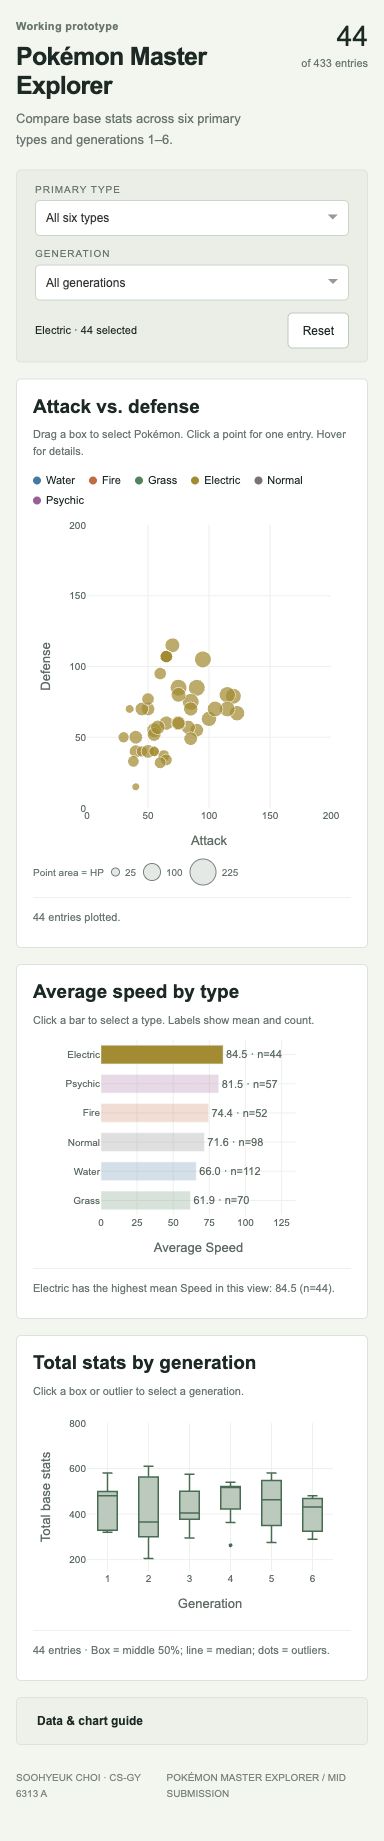 Working prototype
44
Pokémon Master
Explorer
of 433 entries
Compare base stats across six primary
types and generations 1–6.
PRIMARY TYPE
All six types
GENERATION
All generations
Electric · 44 selected
Reset
Attack vs. defense
Drag a box to select Pokémon. Click a point for one entry. Hover
for details.
Water Fire Grass Electric Normal
Psychic
200
150
100
50
0
Defense
0 50 100 150 200
Attack
Point area = HP 25 100 225
44 entries plotted.
Average speed by type
Click a bar to select a type. Labels show mean and count.
Electric 84.5 · n=44
Psychic 81.5 · n=57
Fire 74.4 · n=52
Normal 71.6 · n=98
Water 66.0 · n=112
Grass 61.9 · n=70
0 25 50 75 100 125
Average Speed
Electric has the highest mean Speed in this view: 84.5 (n=44).
Total stats by generation
Click a box or outlier to select a generation.
800
600
400
200
Total base stats
1 2 3 4 5 6
Generation
44 entries · Box = middle 50%; line = median; dots = outliers.
Data & chart guide
SOOHYEUK CHOI · CS-GY
6313 A
POKÉMON MASTER EXPLORER / MID
SUBMISSION